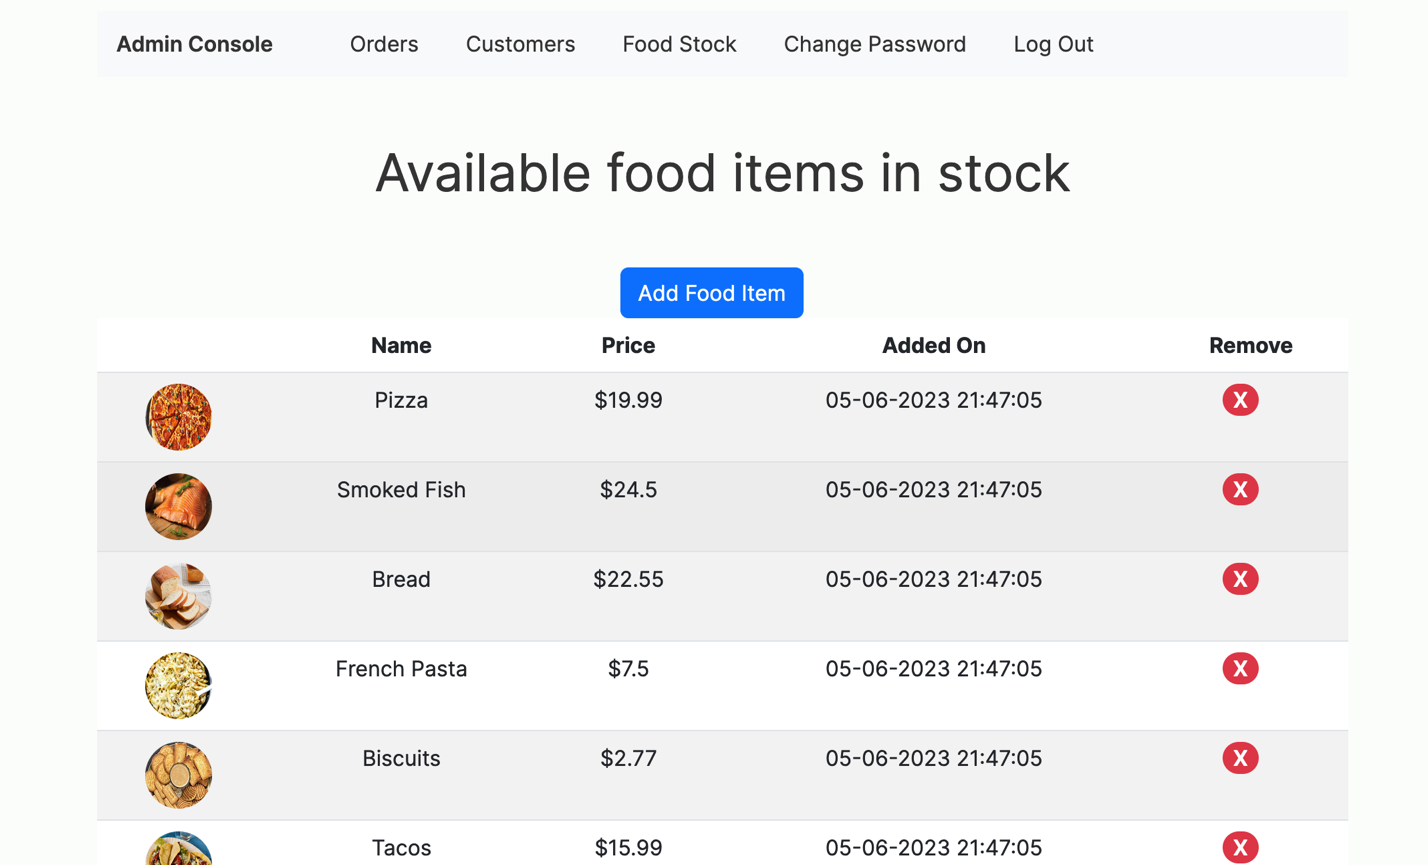 Admin Console Orders Customers Food Stock Change Password Log Out
Available food items in stock
Add Food Item
Name Price Added On Remove
Pizza $19.99 05-06-2023 21:47:05 X
Smoked Fish $24.5 05-06-2023 21:47:05 X
Bread $22.55 05-06-2023 21:47:05 X
French Pasta $7.5 05-06-2023 21:47:05 X
Biscuits $2.77 05-06-2023 21:47:05 X
Tacos $15.99 05-06-2023 21:47:05 X